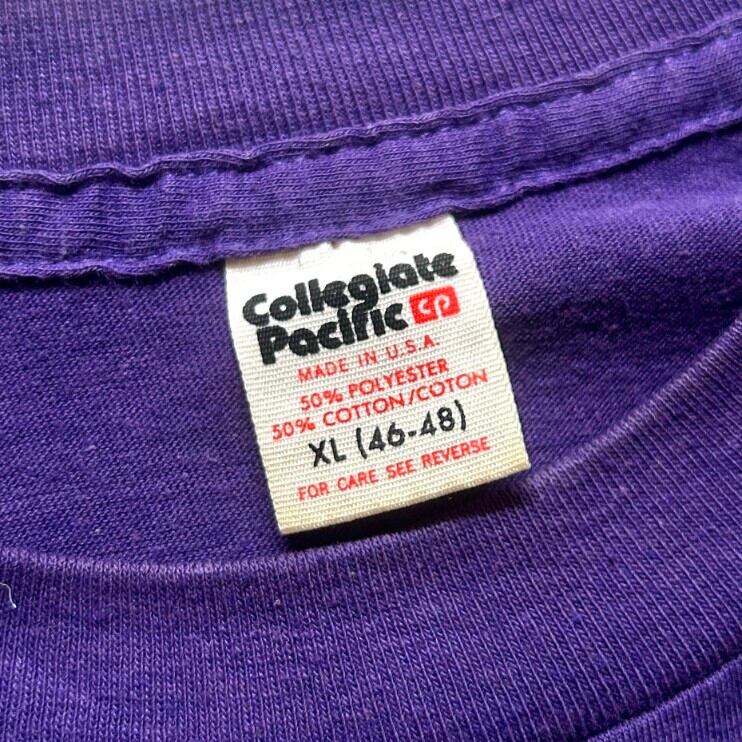 Collegiate
Pacific CP
MADE IN U.S.A.
50% POLYESTER
50% COTTON/COTON
XL (46-48)
FOR CARE SEE REVERSE